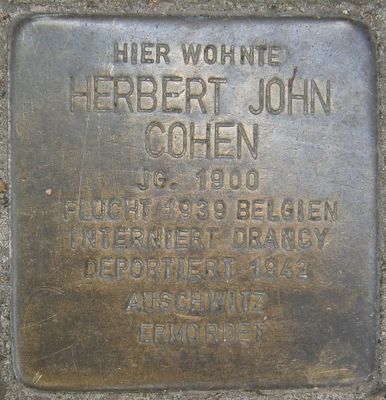 HIER WOHNTE
HERBERT JOHN
COHEN
JG. 1900
FLUCHT 1939 BELGIEN
INTERNIERT DRANCY
DEPORTIERT 1942
AUSCHWITZ
ERMORDET